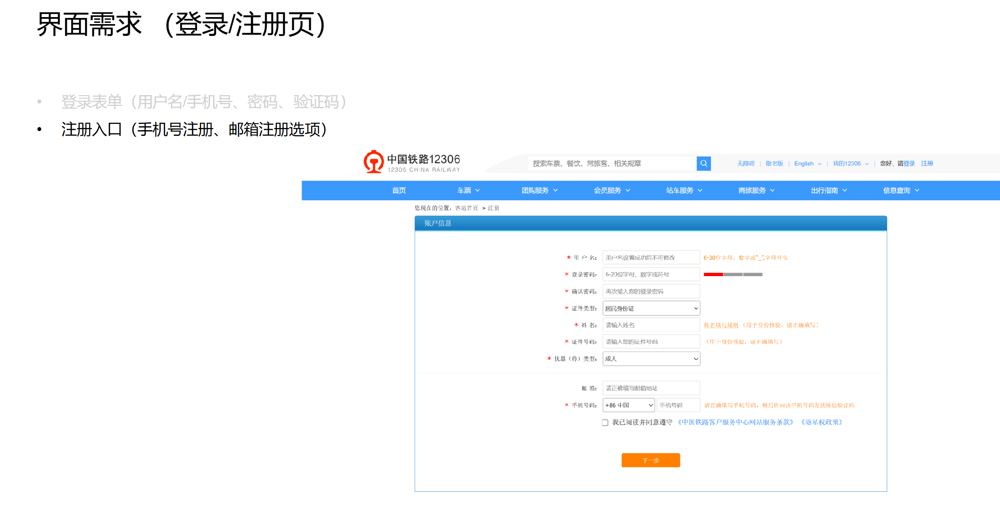 界面需求 （登录/注册页）
• 登录表单（用户名/手机号、密码、验证码）
• 注册入口（手机号注册、邮箱注册选项）
中国铁路12306
12306 CHINA RAILWAY
搜索车票、餐饮、常旅客、相关规章
无障碍 | 敬老版 | English | 我的12306 | 您好，请登录 注册
首页 车票 团购服务 会员服务 站车服务 商旅服务 出行指南 信息查询
您现在的位置：客运首页 > 注册
账户信息
* 用 户 名： 用户名设置成功后不可修改 6-30位字母、数字或“_”,字母开头
* 登录密码： 6-20位字母、数字或符号
* 确认密码： 再次输入您的登录密码
* 证件类型： 居民身份证
* 姓 名： 请输入姓名 姓名填写规则 （用于身份核验，请正确填写）
* 证件号码： 请输入您的证件号码 （用于身份核验，请正确填写）
* 优惠（待）类型： 成人
邮 箱： 请正确填写邮箱地址
* 手机号码： +86 中国 手机号码 请正确填写手机号码，稍后将向该手机号码发送短信验证码
我已阅读并同意遵守 《中国铁路客户服务中心网站服务条款》 《隐私权政策》
下一步